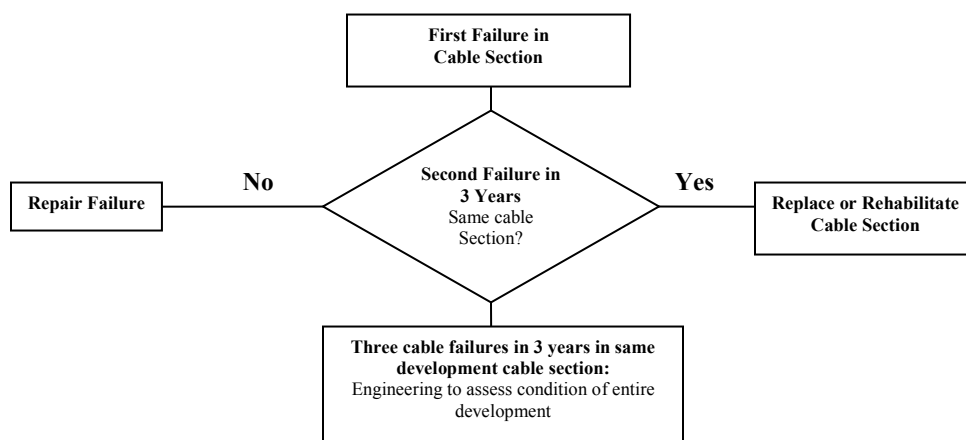 First Failure in
Cable Section
No
Second Failure in
3 Years
Same cable
Section?
Yes
Repair Failure
Replace or Rehabilitate
Cable Section
Three cable failures in 3 years in same
development cable section:
Engineering to assess condition of entire
development